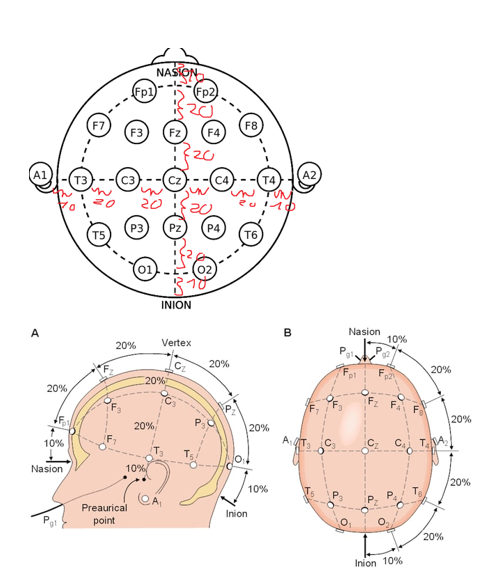 NASION
10
Fp1 Fp2
20
F7 F3 Fz F4 F8
20
A1 T3 C3 Cz C4 T4 A2
10 20 20 20 20 10
T5 P3 Pz P4 T6
20
O1 O2
10
INION
A
Vertex
20% 20%
Fz Cz
20%
20% 20%
F3 C3 Pz
Fp1 P3
20%
10% F7 T3 T5 O1
Nasion 10% 10%
Preaurical
point
A1
Inion
Pg1
B
Nasion
10%
Pg1 Pg2
Fp1 Fp2
20%
F7 F3 Fz F4 F8
20%
A1 T3 C3 Cz C4 T4 A2
20%
T5 P3 Pz P4 T6
20%
O1 O2
Inion 10%